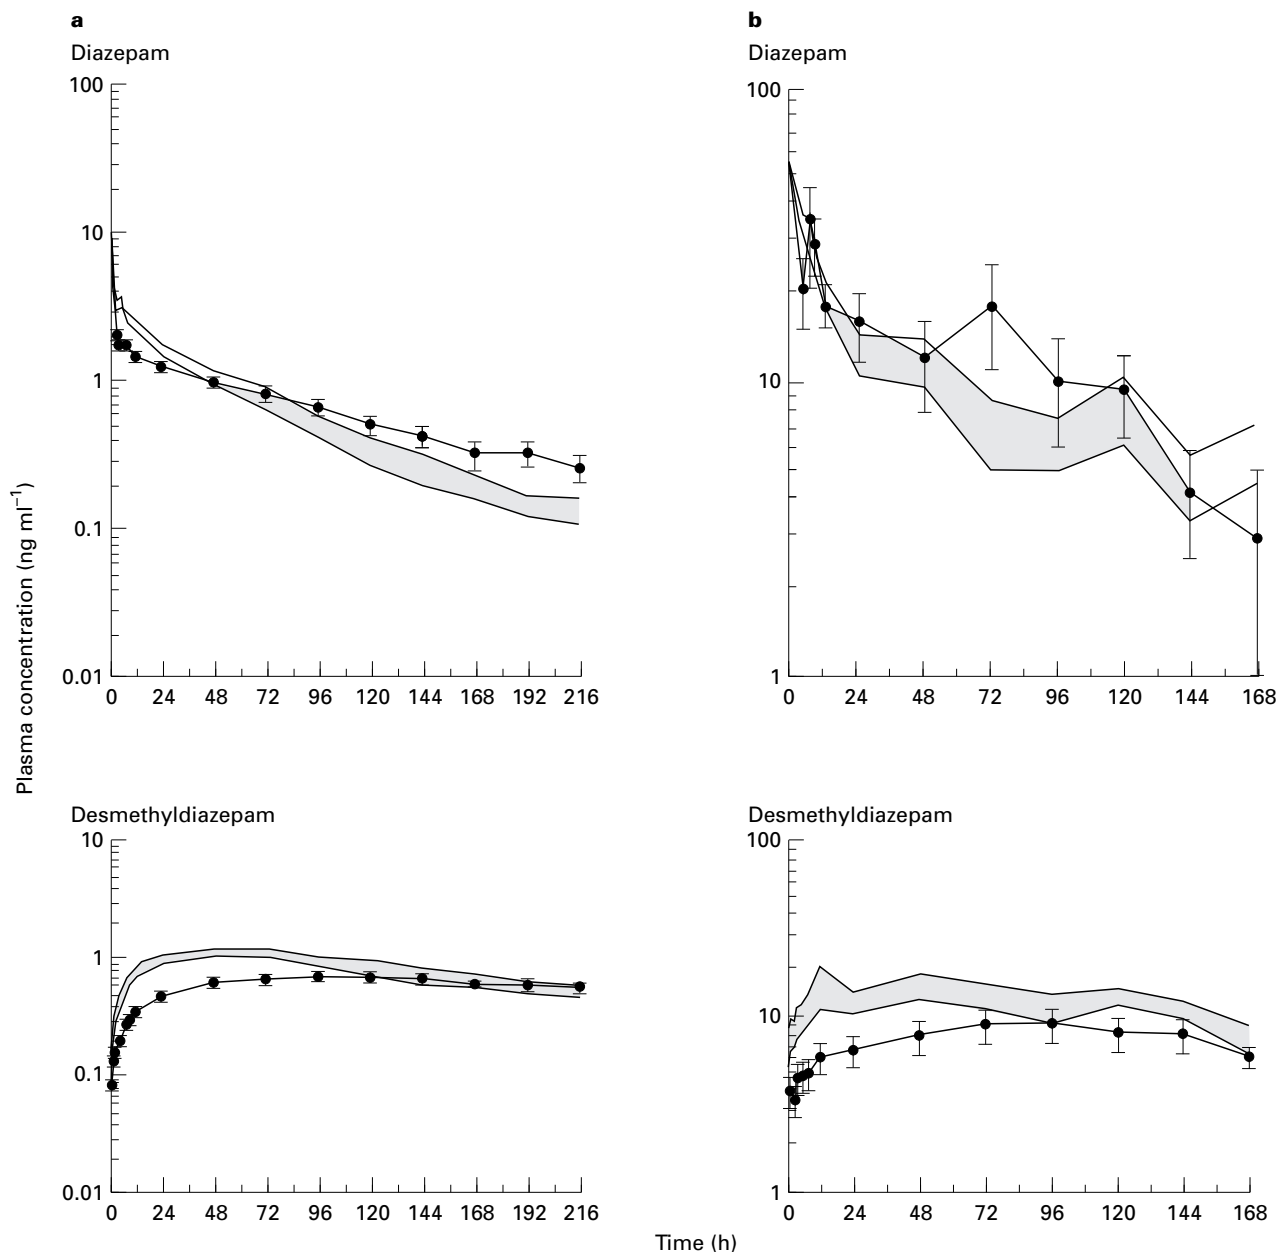 a
Diazepam
100
10
1
0.1
0.01
0 24 48 72 96 120 144 168 192 216
b
Diazepam
100
10
1
0 24 48 72 96 120 144 168
Plasma concentration (ng ml⁻¹)
Desmethyldiazepam
10
1
0.1
0.01
0 24 48 72 96 120 144 168 192 216
Desmethyldiazepam
100
10
1
0 24 48 72 96 120 144 168
Time (h)